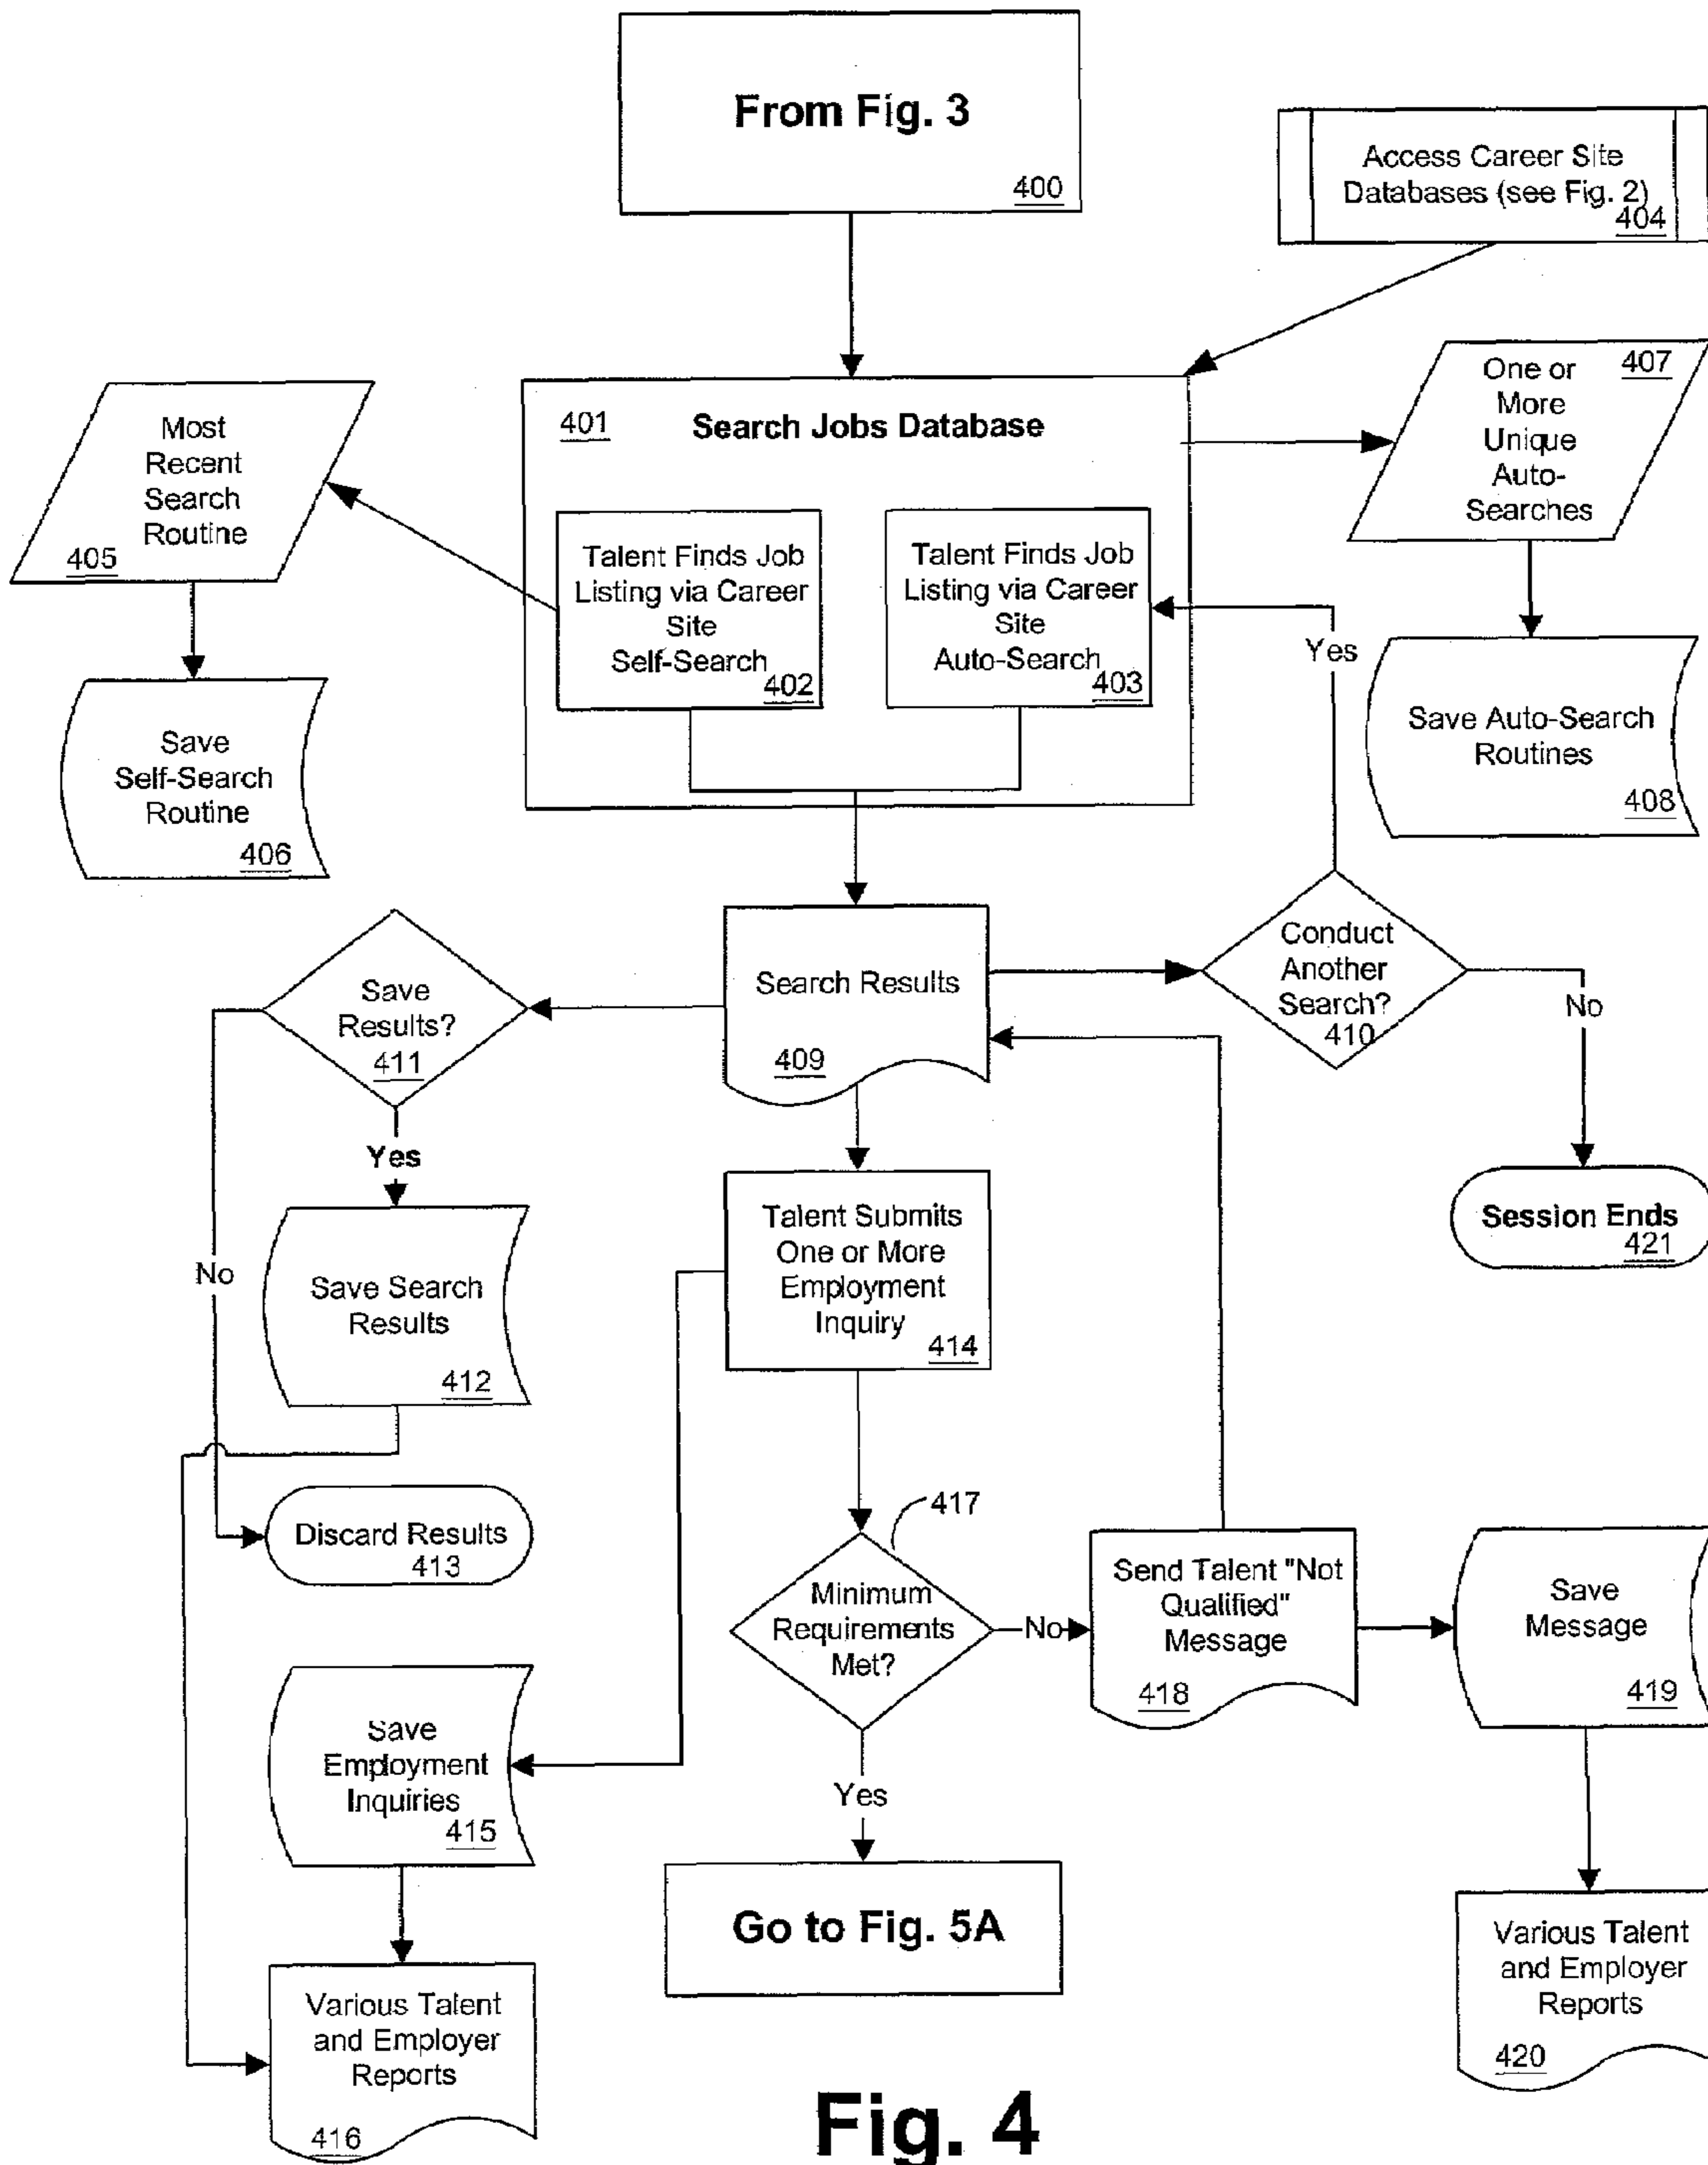 From Fig. 3
400
Access Career Site
Databases (see Fig. 2)
404
401
Search Jobs Database
407
One or
More
Unique
Auto-
Searches
Most
Recent
Search
Routine
405
Talent Finds Job
Listing via Career
Site
Self-Search
402
Talent Finds Job
Listing via Career
Site
Auto-Search
403
Yes
Save
Self-Search
Routine
406
Save Auto-Search
Routines
408
Save
Results?
411
Search Results
409
Conduct
Another
Search?
410
No
Yes
No
Save Search
Results
412
Talent Submits
One or More
Employment
Inquiry
414
Session Ends
421
Discard Results
413
417
Minimum
Requirements
Met?
No
Send Talent "Not
Qualified"
Message
418
Save
Message
419
Save
Employment
Inquiries
415
Yes
Go to Fig. 5A
Various Talent
and Employer
Reports
416
Various Talent
and Employer
Reports
420
Fig. 4